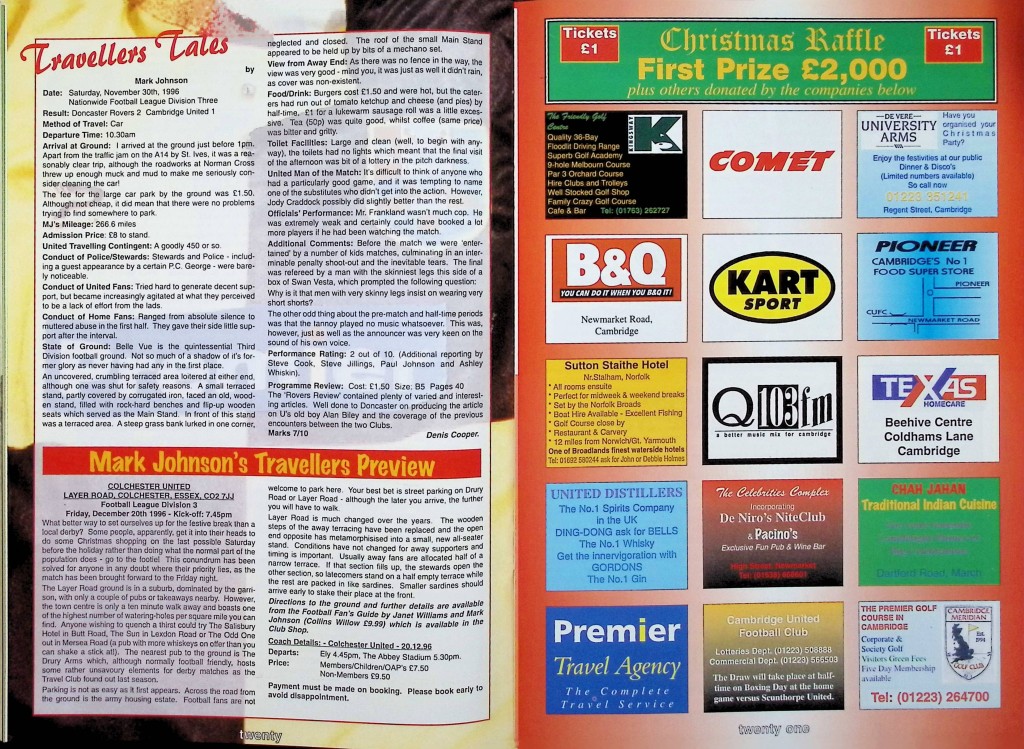 Travellers Tales
by
Mark Johnson
Date: Saturday, November 30th, 1996
Nationwide Football League Division Three
Result: Doncaster Rovers 2 Cambridge United 1
Method of Travel: Car
Departure Time: 10.30am
Arrival at Ground: I arrived at the ground just before 1pm.
Apart from the traffic jam on the A14 by St. Ives, it was a rea-
sonably clear trip, although the roadworks at Norman Cross
threw up enough muck and mud to make me seriously con-
sider cleaning the car!
The fee for the large car park by the ground was £1.50.
Although not cheap, it did mean that there were no problems
trying to find somewhere to park.
MJ's Mileage: 266.6 miles
Admission Price: £8 to stand.
United Travelling Contingent: A goodly 450 or so.
Conduct of Police/Stewards: Stewards and Police - includ-
ing a guest appearance by a certain P.C. George - were bare-
ly noticeable.
Conduct of United Fans: Tried hard to generate decent sup-
port, but became increasingly agitated at what they perceived
to be a lack of effort from the lads.
Conduct of Home Fans: Ranged from absolute silence to
muttered abuse in the first half. They gave their side little sup-
port after the interval.
State of Ground: Belle Vue is the quintessential Third
Division football ground. Not so much of a shadow of it's for-
mer glory as never having had any in the first place.
An uncovered, crumbling terraced area loitered at either end,
although one was shut for safety reasons. A small terraced
stand, partly covered by corrugated iron, faced an old, wood-
en stand, filled with rock-hard benches and flip-up wooden
seats which served as the Main Stand. In front of this stand
was a terraced area. A steep grass bank lurked in one corner,
neglected and closed. The roof of the small Main Stand
appeared to be held up by bits of a mechano set.
View from Away End: As there was no fence in the way, the
view was very good - mind you, it was just as well it didn't rain,
as cover was non-existent.
Food/Drink: Burgers cost £1.50 and were hot, but the cater-
ers had run out of tomato ketchup and cheese (and pies) by
half-time. £1 for a lukewarm sausage roll was a little exces-
sive. Tea (50p) was quite good, whilst coffee (same price)
was bitter and gritty.
Toilet Facilities: Large and clean (well, to begin with any-
way), the toilets had no lights which meant that the final visit
of the afternoon was bit of a lottery in the pitch darkness.
United Man of the Match: It's difficult to think of anyone who
had a particularly good game, and it was tempting to name
one of the substitutes who didn't get into the action. However,
Jody Craddock possibly did slightly better than the rest.
Officials' Performance: Mr. Frankland wasn't much cop. He
was extremely weak and certainly could have booked a lot
more players if he had been watching the match.
Additional Comments: Before the match we were 'enter-
tained' by a number of kids matches, culminating in an inter-
minable penalty shoot-out and the inevitable tears. The final
was refereed by a man with the skinniest legs this side of a
box of Swan Vesta, which prompted the following question:
Why is it that men with very skinny legs insist on wearing very
short shorts?
The other odd thing about the pre-match and half-time periods
was that the tannoy played no music whatsoever. This was,
however, just as well as the announcer was very keen on the
sound of his own voice.
Performance Rating: 2 out of 10. (Additional reporting by
Steve Cook, Steve Jillings, Paul Johnson and Ashley
Whiskin).
Programme Review: Cost: £1.50 Size: B5 Pages 40
The 'Rovers Review' contained plenty of varied and interest-
ing articles. Well done to Doncaster on producing the article
on U's old boy Alan Biley and the coverage of the previous
encounters between the two Clubs.
Marks 7/10 Denis Cooper.
Mark Johnson's Travellers Preview
COLCHESTER UNITED
LAYER ROAD, COLCHESTER, ESSEX, CO2 7JJ
Football League Division 3
Friday, December 20th 1996 - Kick-off: 7.45pm
What better way to set ourselves up for the festive break than a
local derby? Some people, apparently, get it into their heads to
do some Christmas shopping on the last possible Saturday
before the holiday rather than doing what the normal part of the
population does - go to the footie! This conundrum has been
solved for anyone in any doubt where their priority lies, as the
match has been brought forward to the Friday night.
The Layer Road ground is in a suburb, dominated by the garri-
son, with only a couple of pubs or takeaways nearby. However,
the town centre is only a ten minute walk away and boasts one
of the highest number of watering-holes per square mile you can
find. Anyone wishing to quench a thirst could try The Salisbury
Hotel in Butt Road, The Sun in Lexdon Road or The Odd One
out in Mersea Road (a pub with more whiskeys on offer than you
can shake a stick at!). The nearest pub to the ground is The
Drury Arms which, although normally football friendly, hosts
some rather unsavoury elements for derby matches as the
Travel Club found out last season.
Parking is not as easy as it first appears. Across the road from
the ground is the army housing estate. Football fans are not
welcome to park here. Your best bet is street parking on Drury
Road or Layer Road - although the later you arrive, the further
you will have to walk.
Layer Road is much changed over the years. The wooden
steps of the away terracing have been replaced and the open
end opposite has metamorphisised into a small, new all-seater
stand. Conditions have not changed for away supporters and
timing is important. Usually away fans are allocated half of a
narrow terrace. If that section fills up, the stewards open the
other section, so latecomers stand on a half empty terrace while
the rest are packed in like sardines. Smaller sardines should
arrive early to stake their place at the front.
Directions to the ground and further details are available
from the Football Fan's Guide by Janet Williams and Mark
Johnson (Collins Willow £9.99) which is available in the
Club Shop.
Coach Details: - Colchester United - 20.12.96
Departs: Ely 4.45pm, The Abbey Stadium 5.30pm.
Price: Members/Children/OAP's £7.50
Non-Members £9.50
Payment must be made on booking. Please book early to
avoid disappointment.
twenty
Tickets
£1
Christmas Raffle
First Prize £2,000
plus others donated by the companies below
Tickets
£1
The Friendly Golf
Centre
Quality 36-Bay
Floodlit Driving Range
Superb Golf Academy
9-hole Melbourn Course
Par 3 Orchard Course
Hire Clubs and Trolleys
Well Stocked Golf Shop
Family Crazy Golf Course
Cafe & Bar Tel: (01763) 262727
KINGSWAY
COMET
DE VERE
UNIVERSITY
ARMS
Have you
organised your
Christmas
Party?
Enjoy the festivities at our public
Dinner & Disco's
(Limited numbers available)
So call now
01223 351241
Regent Street, Cambridge
B&Q
YOU CAN DO IT WHEN YOU B&Q IT!
Newmarket Road,
Cambridge
KART
SPORT
PIONEER
CAMBRIDGE'S No 1
FOOD SUPER STORE
PIONEER
CUFC
NEWMARKET ROAD
Sutton Staithe Hotel
Nr.Stalham, Norfolk
* All rooms ensuite
* Perfect for midweek & weekend breaks
* Set by the Norfolk Broads
* Boat Hire Available - Excellent Fishing
* Golf Course close by
* Restaurant & Carvery
* 12 miles from Norwich/Gt. Yarmouth
One of Broadlands finest waterside hotels
Tel: 01692 580244 ask for John or Debbie Holmes
Q103fm
a better music mix for cambridge
TEXAS
HOMECARE
Beehive Centre
Coldhams Lane
Cambridge
UNITED DISTILLERS
The No.1 Spirits Company
in the UK
DING-DONG ask for BELLS
The No.1 Whisky
Get the innervigoration with
GORDONS
The No.1 Gin
The Celebrities Complex
Incorporating
De Niro's NiteClub
& Pacino's
Exclusive Fun Pub & Wine Bar
High Street, Newmarket
CHAH JAHAN
Traditional Indian Cuisine
Dartford Road, March
Premier
Travel Agency
The Complete
Travel Service
Cambridge United
Football Club
Lotteries Dept. (01223) 508888
Commercial Dept. (01223) 566503
The Draw will take place at half-
time on Boxing Day at the home
game versus Scunthorpe United.
THE PREMIER GOLF
COURSE IN
CAMBRIDGE
Corporate &
Society Golf
Visitors Green Fees
Five Day Membership
available
CAMBRIDGE
MERIDIAN
Est.
1994
GOLF CLUB
Tel: (01223) 264700
twenty one